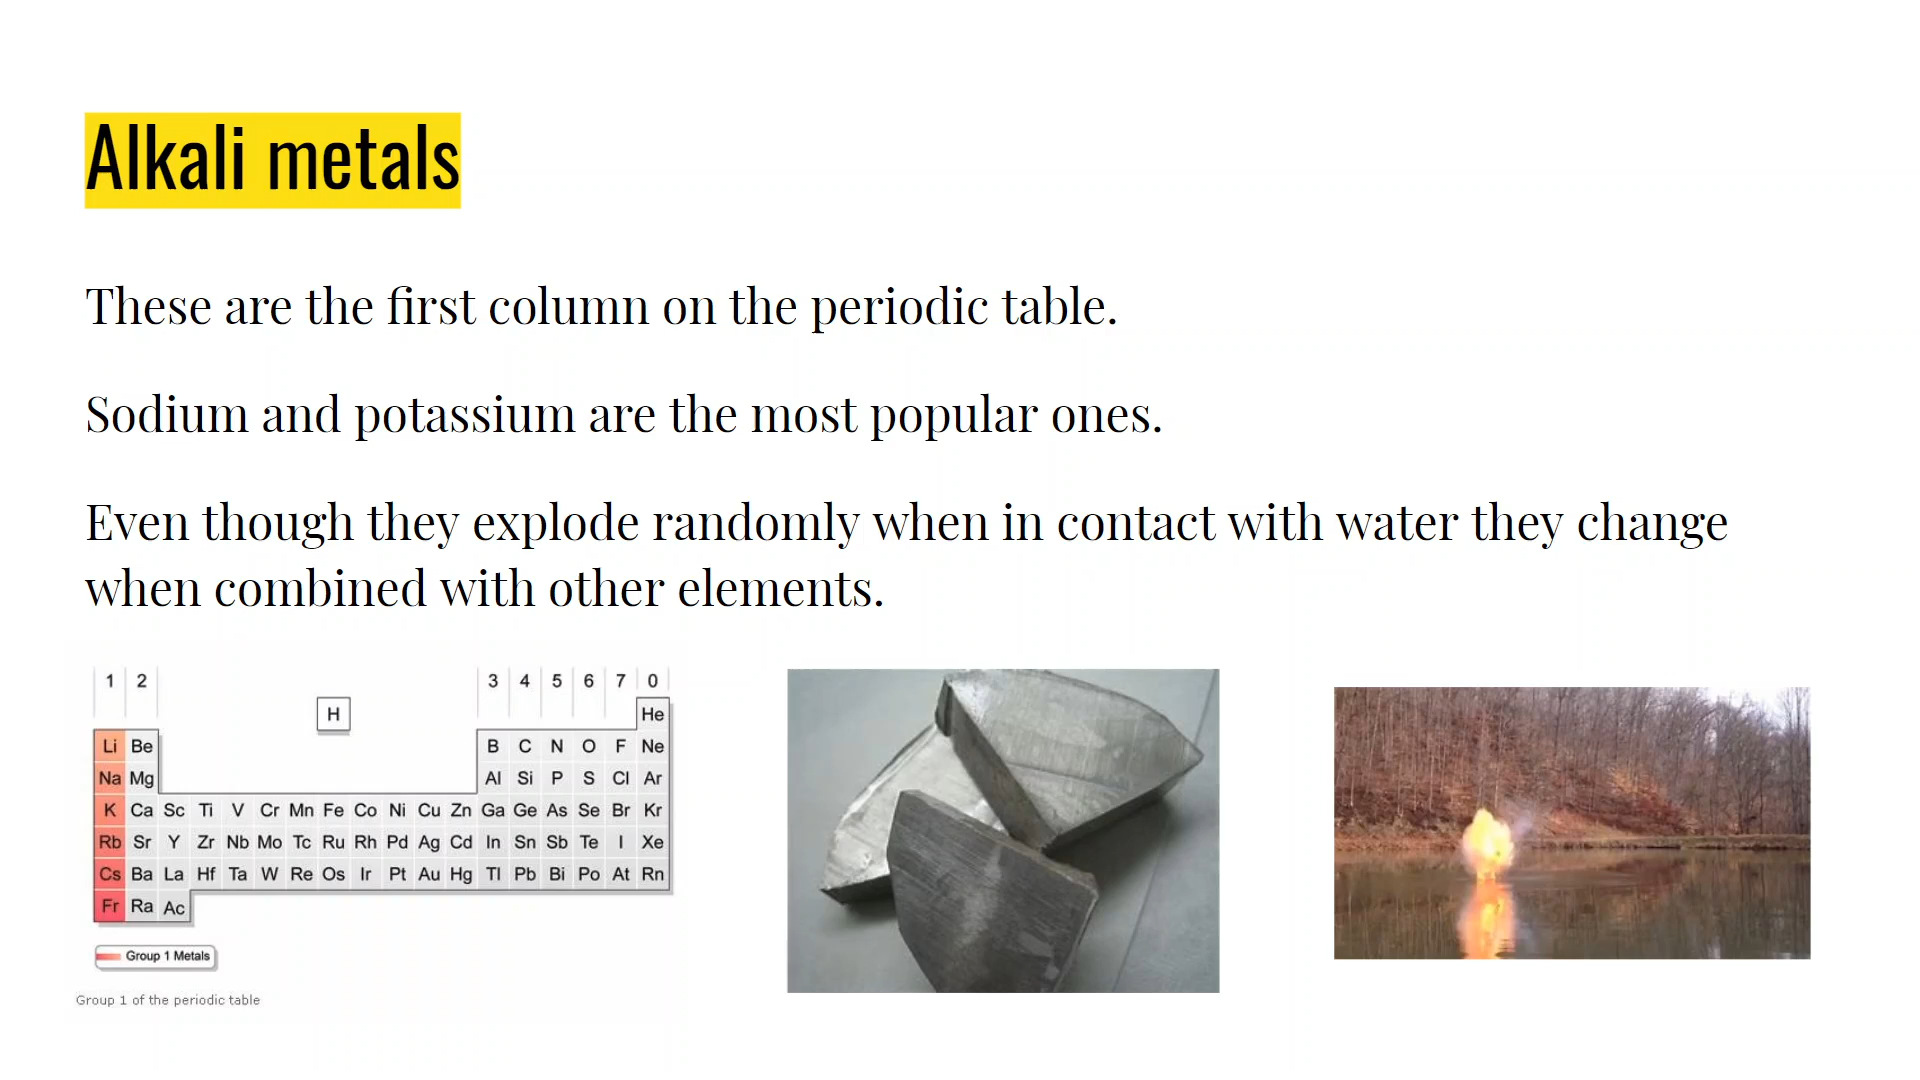 Alkali metals
These are the first column on the periodic table.
Sodium and potassium are the most popular ones.
Even though they explode randomly when in contact with water they change
when combined with other elements.
1 2 3 4 5 6 7 0
H He
Li Be B C N O F Ne
Na Mg Al Si P S Cl Ar
K Ca Sc Ti V Cr Mn Fe Co Ni Cu Zn Ga Ge As Se Br Kr
Rb Sr Y Zr Nb Mo Tc Ru Rh Pd Ag Cd In Sn Sb Te I Xe
Cs Ba La Hf Ta W Re Os Ir Pt Au Hg Tl Pb Bi Po At Rn
Fr Ra Ac
Group 1 Metals
Group 1 of the periodic table